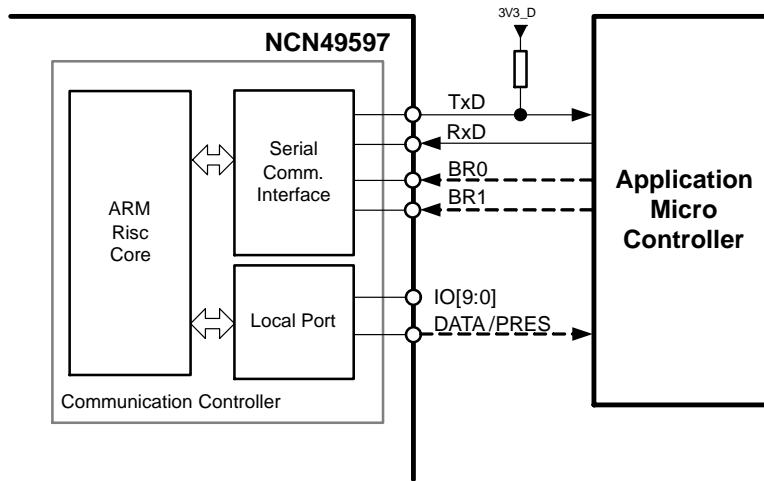 3V3_D
NCN49597
TxD
RxD
BR0
BR1
Serial
Comm.
Interface
ARM
Risc
Core
Application
Micro
Controller
IO[9:0]
Local Port
DATA/PRES
Communication Controller